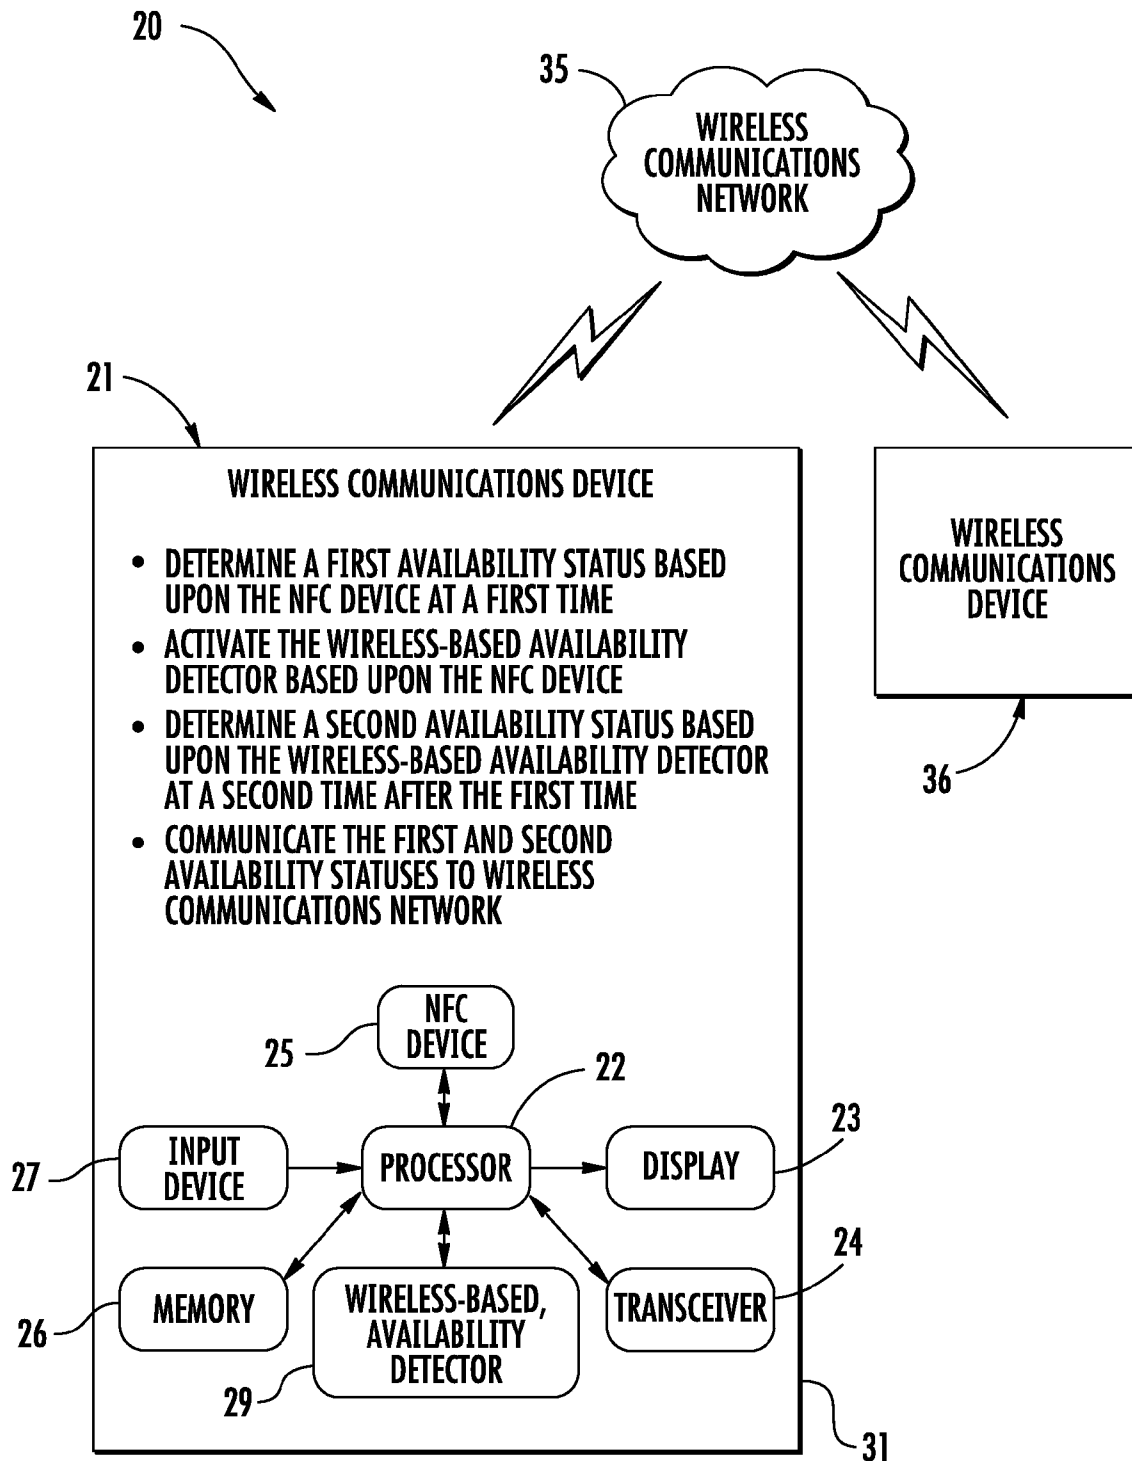 20
35
WIRELESS
COMMUNICATIONS
NETWORK
21
WIRELESS COMMUNICATIONS DEVICE
• DETERMINE A FIRST AVAILABILITY STATUS BASED
UPON THE NFC DEVICE AT A FIRST TIME
• ACTIVATE THE WIRELESS-BASED AVAILABILITY
DETECTOR BASED UPON THE NFC DEVICE
• DETERMINE A SECOND AVAILABILITY STATUS BASED
UPON THE WIRELESS-BASED AVAILABILITY DETECTOR
AT A SECOND TIME AFTER THE FIRST TIME
• COMMUNICATE THE FIRST AND SECOND
AVAILABILITY STATUSES TO WIRELESS
COMMUNICATIONS NETWORK
WIRELESS
COMMUNICATIONS
DEVICE
36
NFC
DEVICE
25
22
23
INPUT
DEVICE
27
PROCESSOR
DISPLAY
24
MEMORY
26
WIRELESS-BASED,
AVAILABILITY
DETECTOR
29
TRANSCEIVER
31